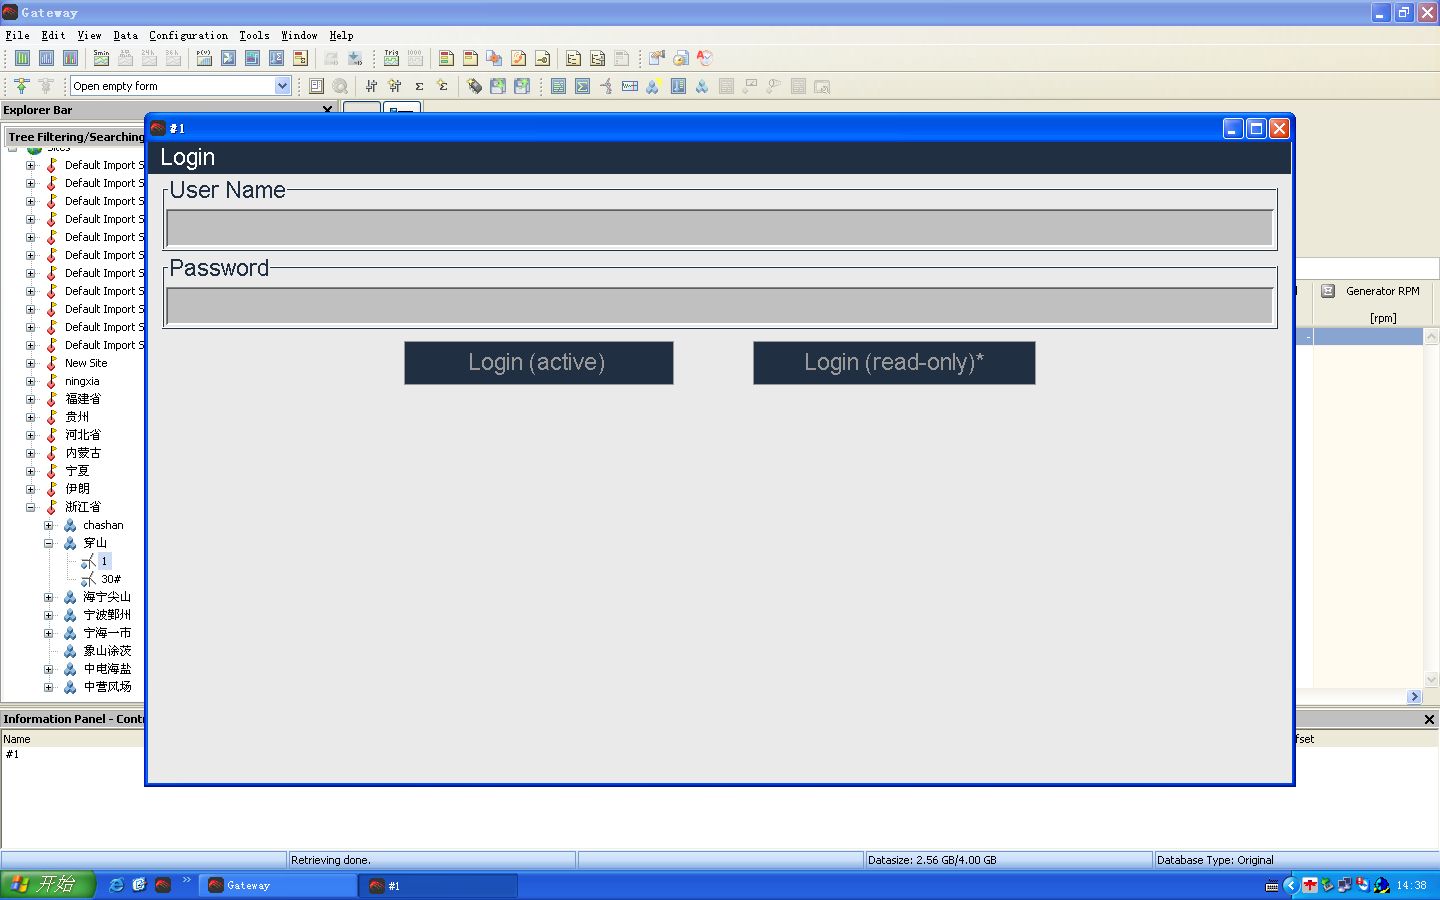 Gateway
File Edit View Data Configuration Tools Window Help
Open empty form
Explorer Bar
Tree Filtering/Searching
Default Import S
Default Import S
Default Import S
Default Import S
Default Import S
Default Import S
Default Import S
Default Import S
Default Import S
Default Import S
Default Import S
New Site
ningxia
福建省
贵州
河北省
内蒙古
宁夏
伊朗
浙江省
chashan
穿山
1
30#
海宁尖山
宁波鄞州
宁海一市
象山涂茨
中电海盐
中营风场
#1
Login
User Name
Password
Login (active)
Login (read-only)*
Generator RPM
[rpm]
-
Information Panel - Cont
Name
fset
#1
Retrieving done.
Datasize: 2.56 GB/4.00 GB
Database Type: Original
开始
Gateway
#1
14:38